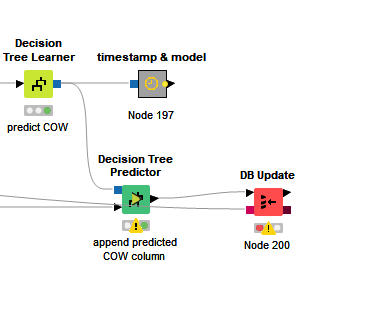 Decision
Tree Learner
timestamp & model
predict COW
Node 197
Decision Tree
Predictor
DB Update
append predicted
COW column
Node 200